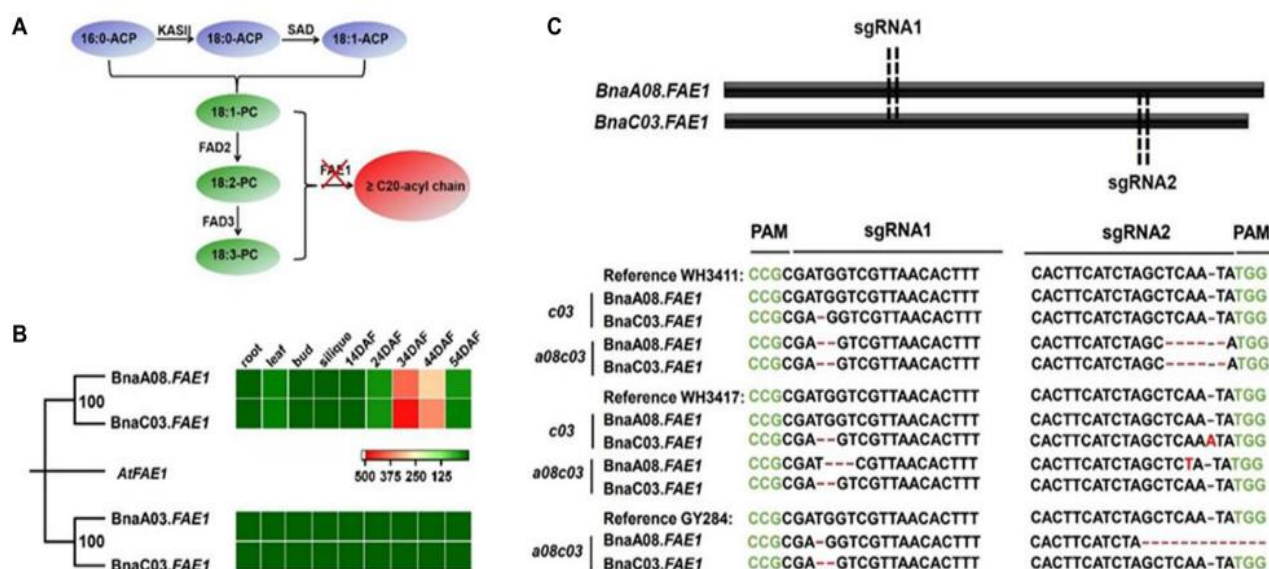 A
16:0-ACP
KASII
18:0-ACP
SAD
18:1-ACP
18:1-PC
FAD2
18:2-PC
FAD3
18:3-PC
FAE1
≥ C20-acyl chain
B
root
leaf
bud
silique
14DAF
24DAF
34DAF
44DAF
54DAF
BnaA08.FAE1
100
BnaC03.FAE1
500 375 250 125
AtFAE1
BnaA03.FAE1
100
BnaC03.FAE1
C
sgRNA1
BnaA08.FAE1
BnaC03.FAE1
sgRNA2
PAM sgRNA1 sgRNA2 PAM
Reference WH3411: CCGCGATGGTCGTTAACACTTT CACTTCATCTAGCTCAA-TATGG
c03
BnaA08.FAE1 CCGCGATGGTCGTTAACACTTT CACTTCATCTAGCTCAA-TATGG
BnaC03.FAE1 CCGCGA-GGTCGTTAACACTTT CACTTCATCTAGCTCAA-TATGG
a08c03
BnaA08.FAE1 CCGCGA--GTCGTTAACACTTT CACTTCATCTAGC------ATGG
BnaC03.FAE1 CCGCGA--GTCGTTAACACTTT CACTTCATCTAGC------ATGG
Reference WH3417: CCGCGATGGTCGTTAACACTTT CACTTCATCTAGCTCAA-TATGG
c03
BnaA08.FAE1 CCGCGATGGTCGTTAACACTTT CACTTCATCTAGCTCAA-TATGG
BnaC03.FAE1 CCGCGA--GTCGTTAACACTTT CACTTCATCTAGCTCAAATATGG
a08c03
BnaA08.FAE1 CCGCGAT---CGTTAACACTTT CACTTCATCTAGCTCTA-TATGG
BnaC03.FAE1 CCGCGA--GTCGTTAACACTTT CACTTCATCTAGCTCAA-TATGG
Reference GY284: CCGCGATGGTCGTTAACACTTT CACTTCATCTAGCTCAA-TATGG
a08c03
BnaA08.FAE1 CCGCGA-GGTCGTTAACACTTT CACTTCATCTA------------
BnaC03.FAE1 CCGCGA--GTCGTTAACACTTT CACTTCATCTAGCTCAA-TATGG